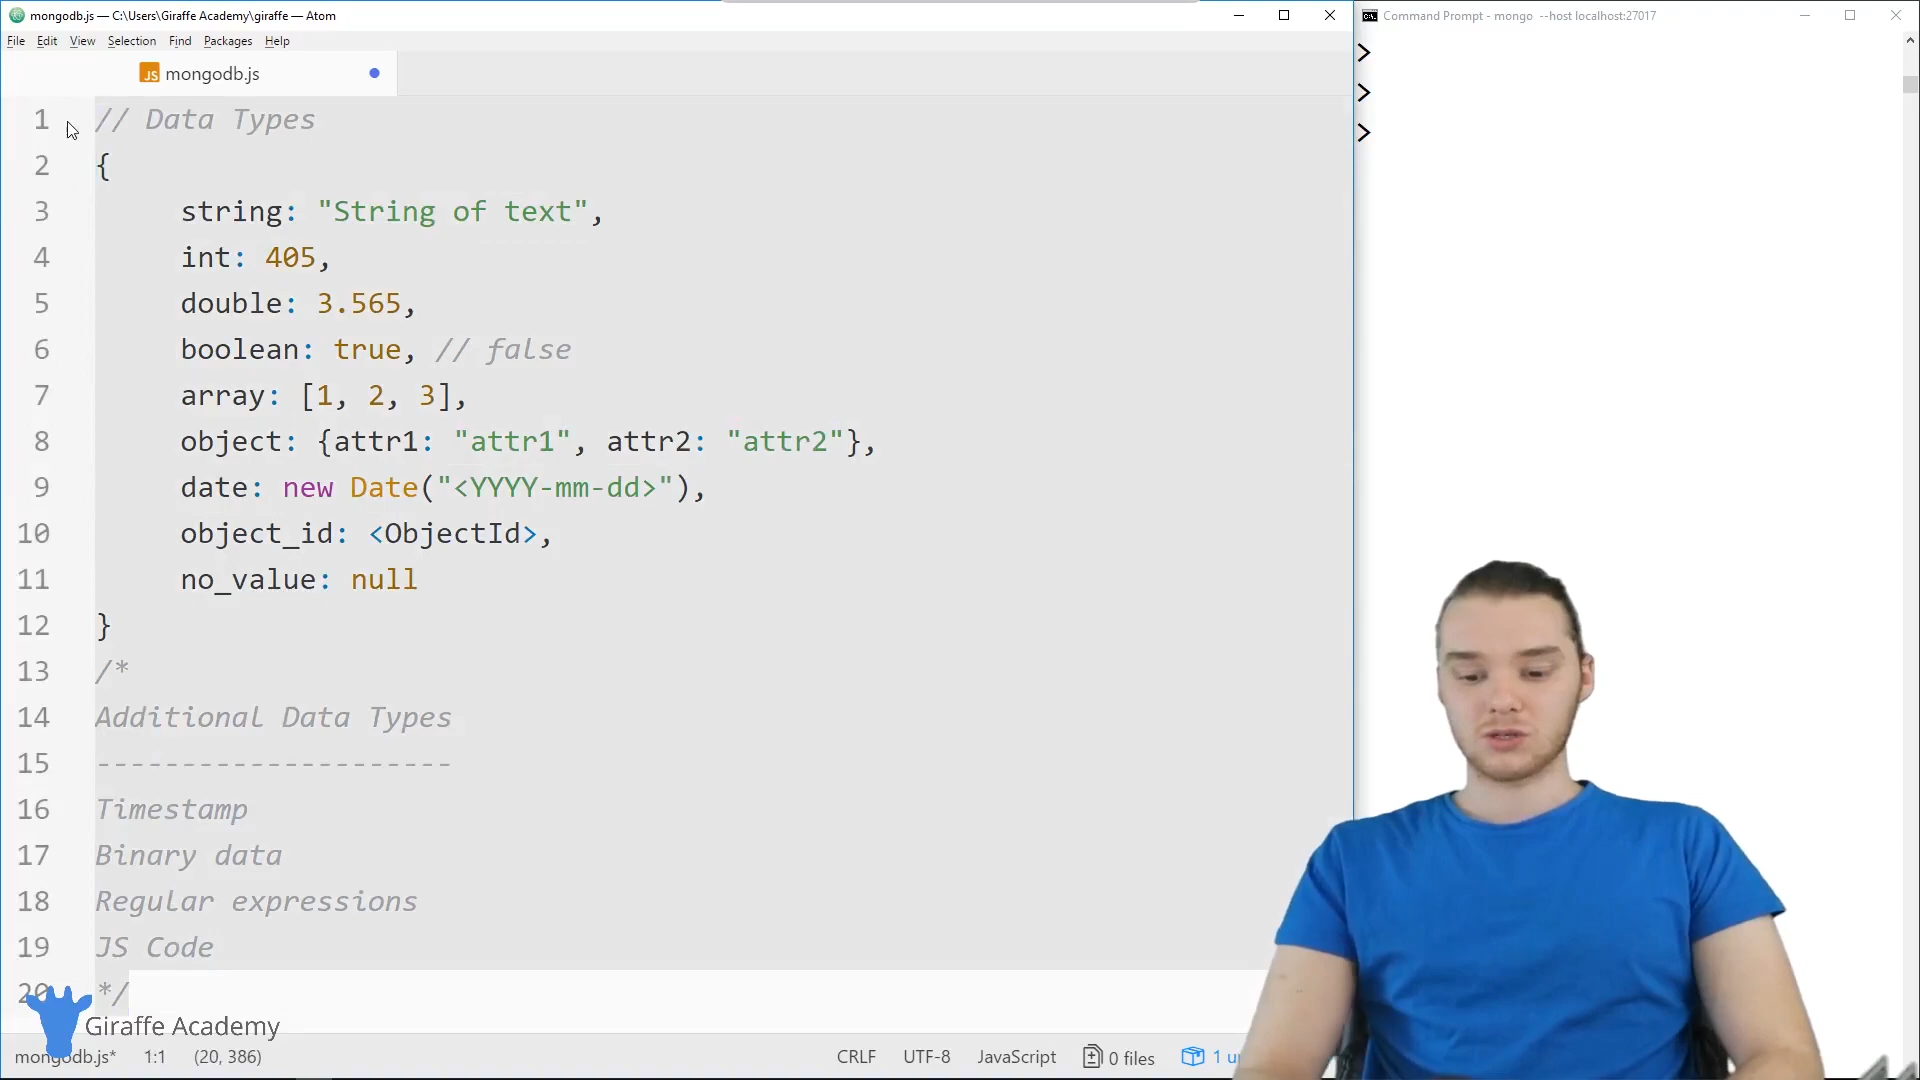 mongodb.js — C:\Users\Giraffe Academy\giraffe — Atom
File Edit View Selection Find Packages Help
JS mongodb.js
1 // Data Types
2 {
3 string: "String of text",
4 int: 405,
5 double: 3.565,
6 boolean: true, // false
7 array: [1, 2, 3],
8 object: {attr1: "attr1", attr2: "attr2"},
9 date: new Date("<YYYY-mm-dd>"),
10 object_id: <ObjectId>,
11 no_value: null
12 }
13 /*
14 Additional Data Types
15 ---------------------
16 Timestamp
17 Binary data
18 Regular expressions
19 JS Code
20 */
Giraffe Academy
mongodb.js* 1:1 (20, 386) CRLF UTF-8 JavaScript 0 files 1
Command Prompt - mongo --host localhost:27017
>
>
>